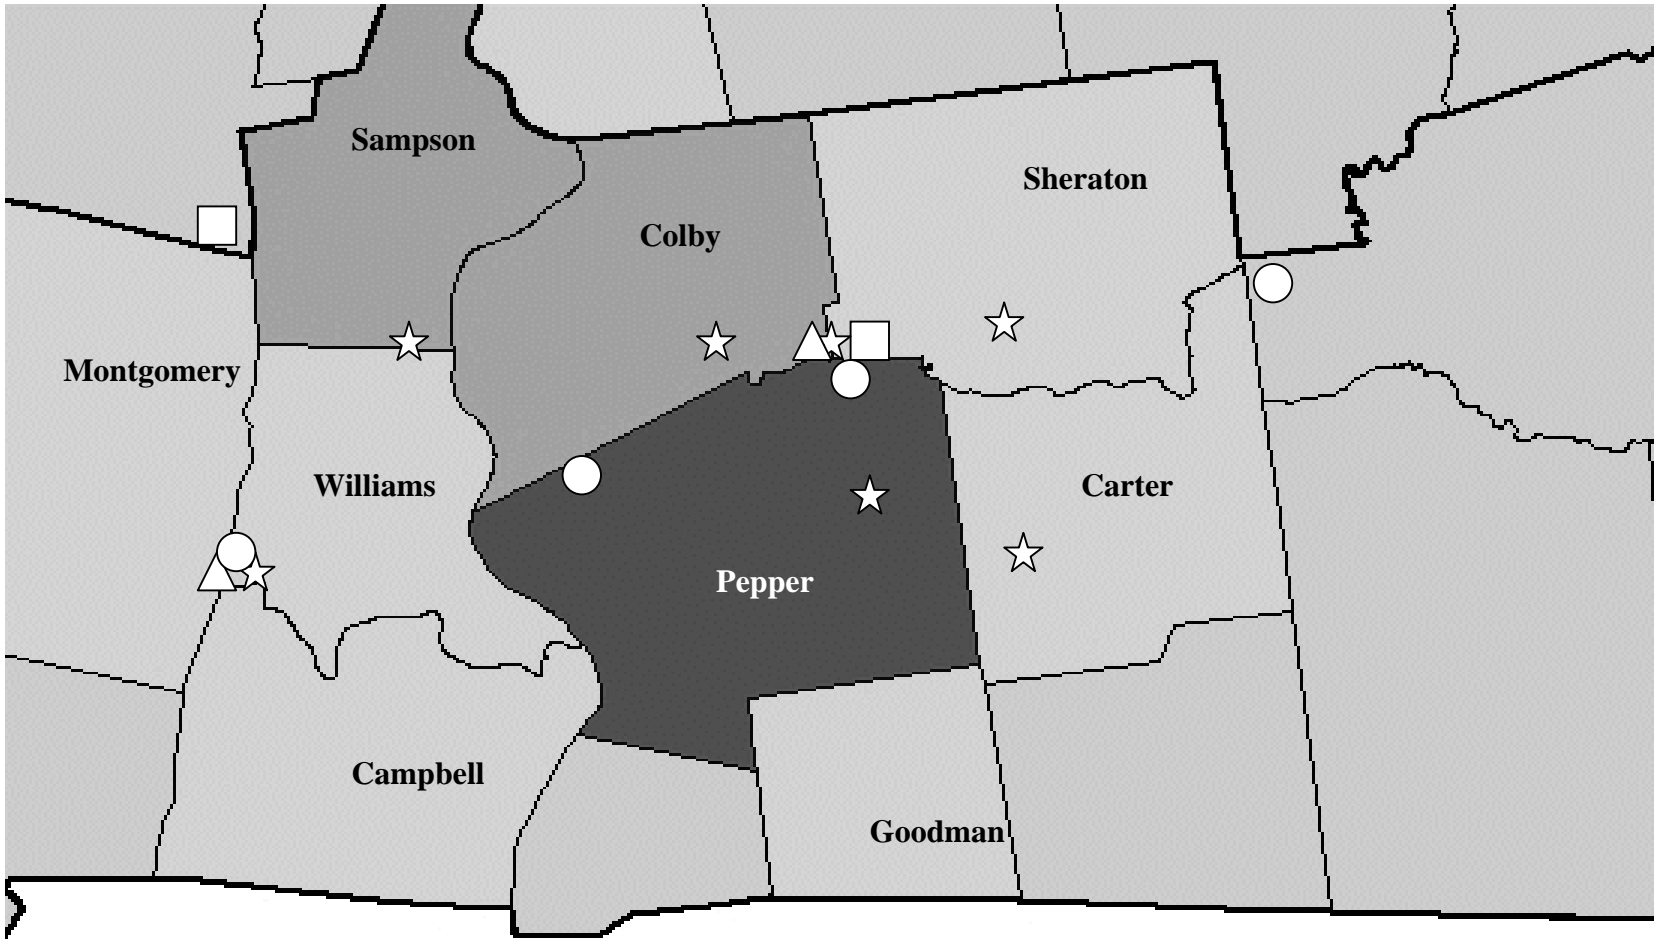 Sampson
Sheraton
Colby
Montgomery
Williams
Carter
Pepper
Campbell
Goodman